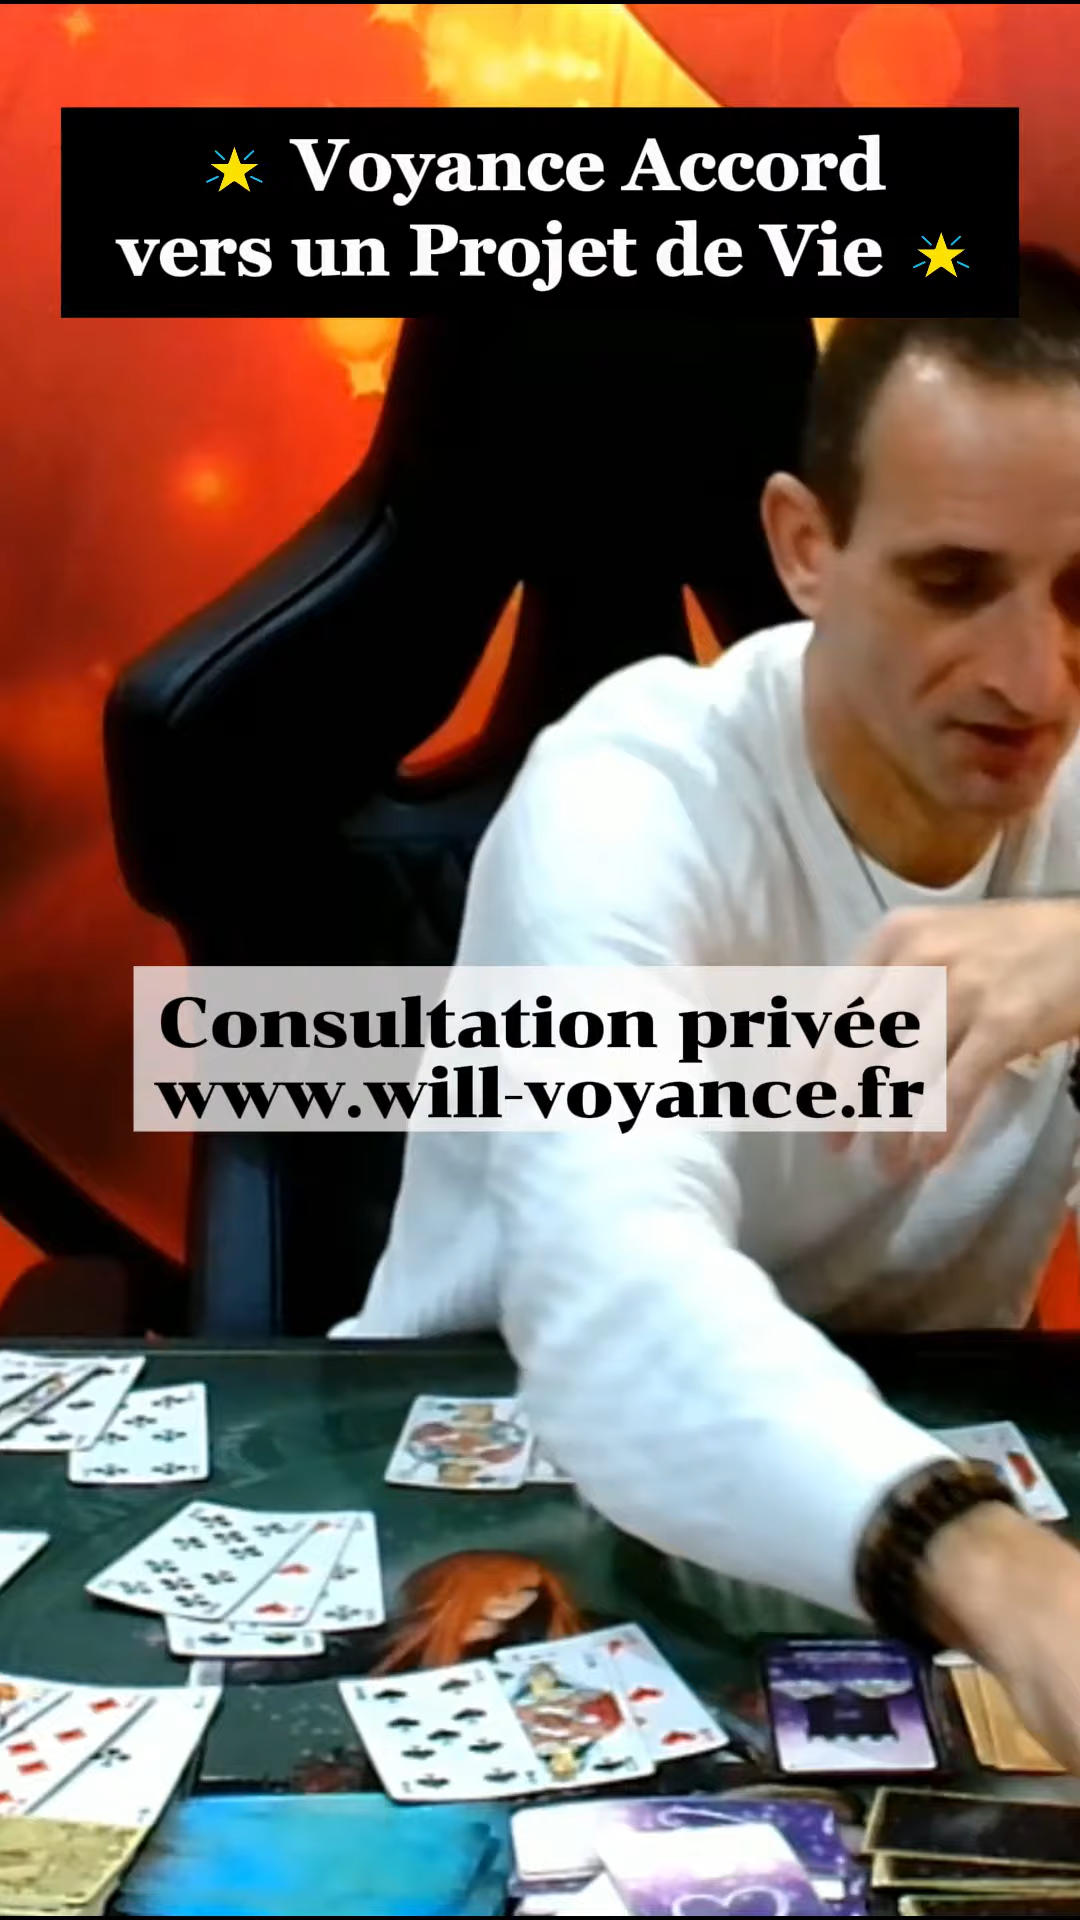 🌟 Voyance Accord
vers un Projet de Vie 🌟
Consultation privée
www.will-voyance.fr